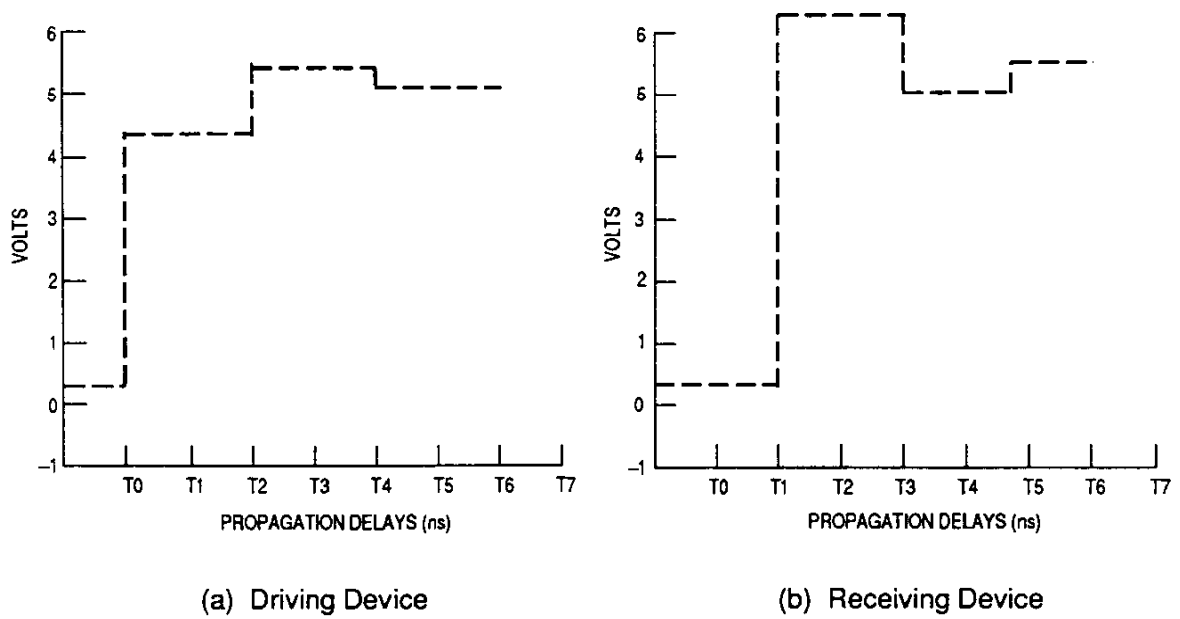 6
5
4
3
2
1
0
–1
VOLTS
T0 T1 T2 T3 T4 T5 T6 T7
PROPAGATION DELAYS (ns)
(a) Driving Device
6
5
4
3
2
1
0
–1
VOLTS
T0 T1 T2 T3 T4 T5 T6 T7
PROPAGATION DELAYS (ns)
(b) Receiving Device